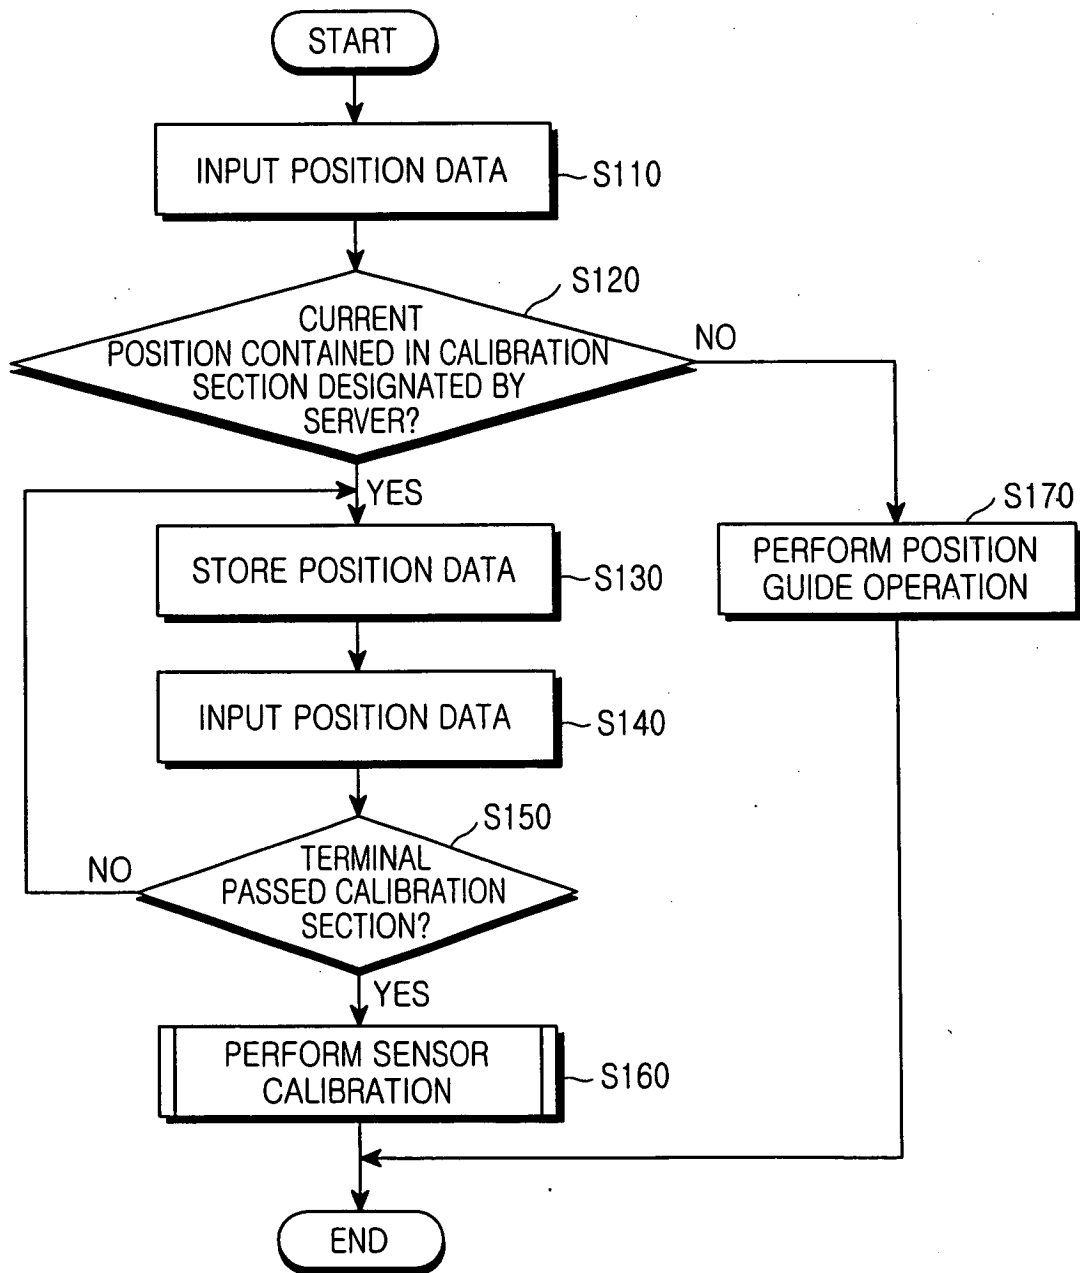 START
INPUT POSITION DATA
S110
S120
CURRENT
POSITION CONTAINED IN CALIBRATION
SECTION DESIGNATED BY
SERVER?
NO
YES
S170
STORE POSITION DATA
S130
PERFORM POSITION
GUIDE OPERATION
INPUT POSITION DATA
S140
S150
TERMINAL
PASSED CALIBRATION
SECTION?
NO
YES
PERFORM SENSOR
CALIBRATION
S160
END